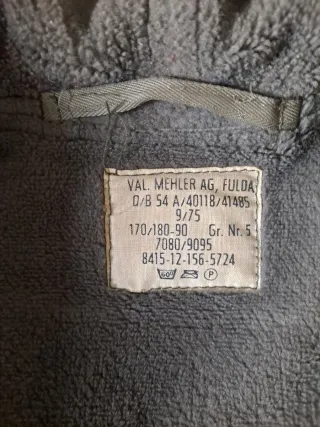 VAL. MEHLER AG, FULDA
D/B 54 A/40118/41485
9/75
170/180-90 Gr. Nr. 5
7080/9095
8415-12-156-5724
60° P